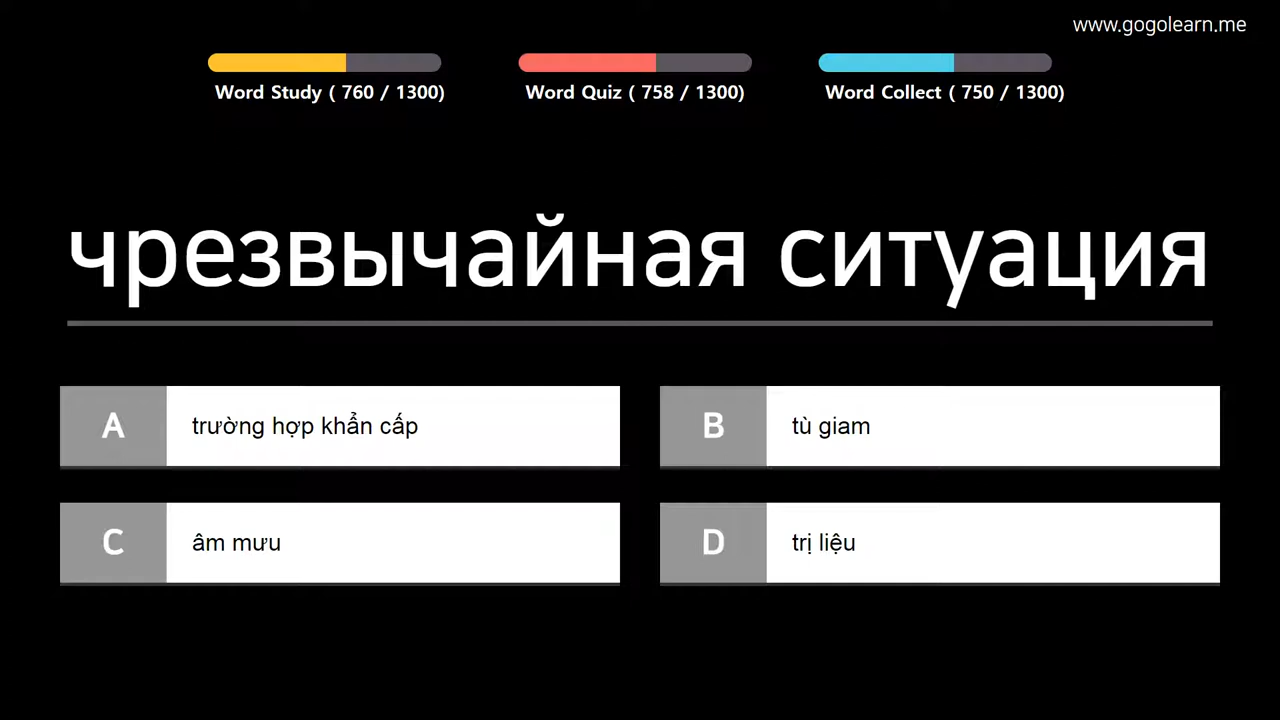 www.gogolearn.me
Word Study ( 760 / 1300)
Word Quiz ( 758 / 1300)
Word Collect ( 750 / 1300)
чрезвычайная ситуация
A trường hợp khẩn cấp
B tù giam
C âm mưu
D trị liệu